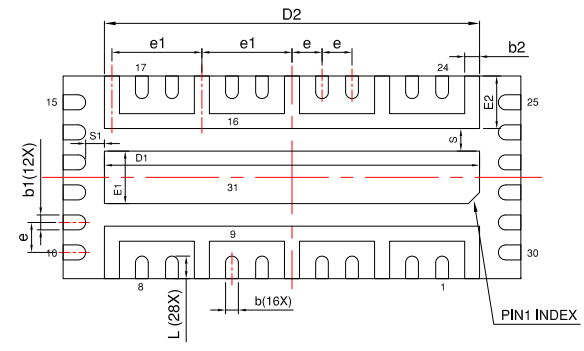 D2
e1 e1 e e b2
17 24
15 25
16
E2
S1 S
D1
E1
31
b1(12X)
e
9
10 30
8 1
L (28X)
b(16X)
PIN1 INDEX